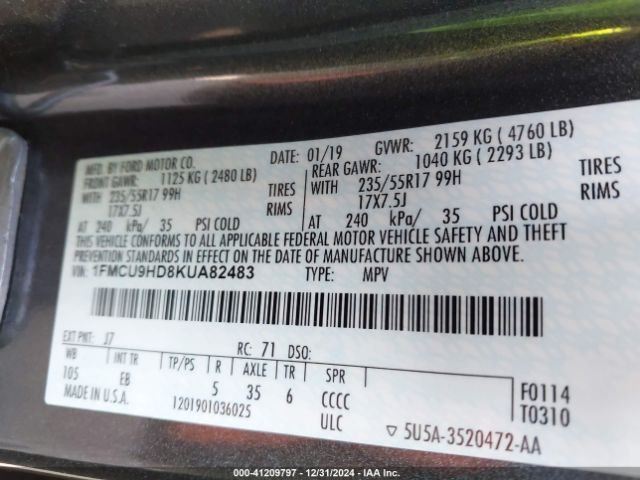 MFD. BY FORD MOTOR CO.
DATE: 01/19 GVWR: 2159 KG ( 4760 LB)
FRONT GAWR: 1125 KG ( 2480 LB)
REAR GAWR: 1040 KG ( 2293 LB)
WITH 235/55R17 99H TIRES
WITH 235/55R17 99H TIRES
17X7.5J RIMS
17X7.5J RIMS
AT 240 kPa/ 35 PSI COLD
AT 240 kPa/ 35 PSI COLD
THIS VEHICLE CONFORMS TO ALL APPLICABLE FEDERAL MOTOR VEHICLE SAFETY AND THEFT
PREVENTION STANDARDS IN EFFECT ON THE DATE OF MANUFACTURE SHOWN ABOVE.
VIN: 1FMCU9HD8KUA82483 TYPE: MPV
EXT PNT: J7 RC: 71 DSO:
WB INT TR TP/PS R AXLE TR SPR
105 EB 5 35 6 CCCC
F0114
T0310
MADE IN U.S.A. 1201901036025 ULC
▽ 5U5A-3520472-AA
000-41209797 - 12/31/2024 - IAA Inc.